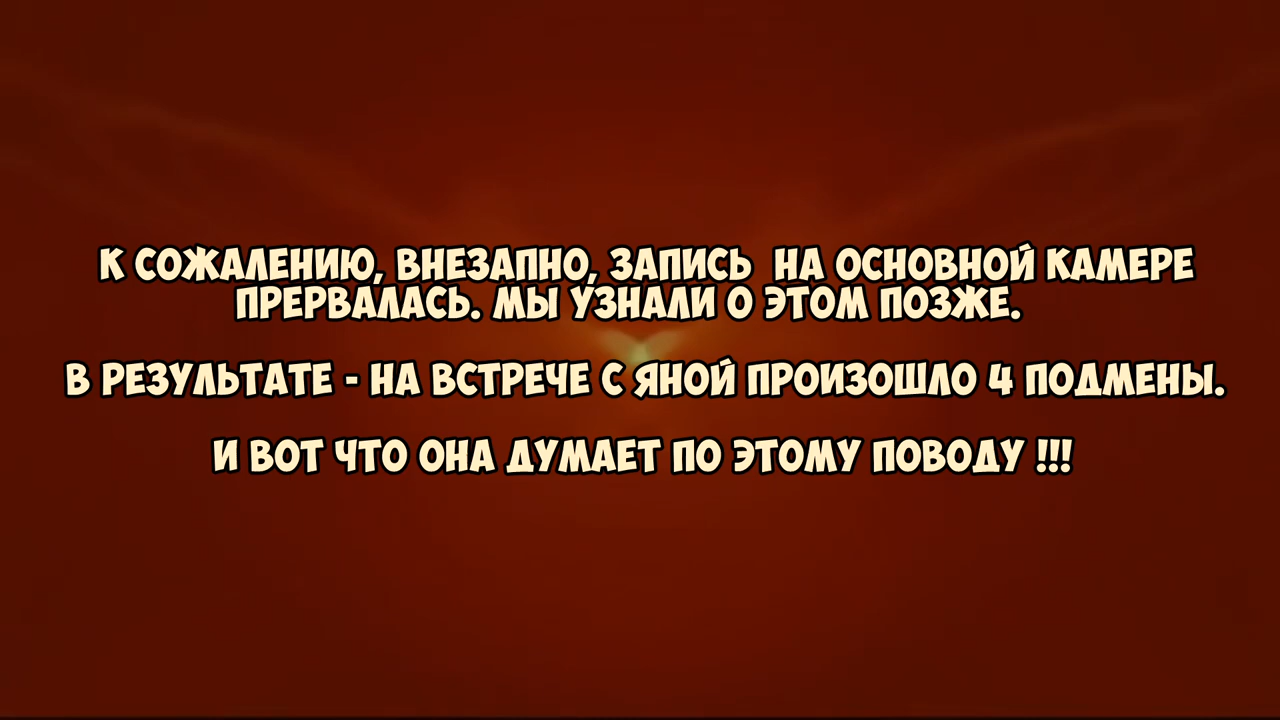 К СОЖАЛЕНИЮ, ВНЕЗАПНО, ЗАПИСЬ НА ОСНОВНОЙ КАМЕРЕ
ПРЕРВАЛАСЬ. МЫ УЗНАЛИ О ЭТОМ ПОЗЖЕ.
В РЕЗУЛЬТАТЕ - НА ВСТРЕЧЕ С ЯНОЙ ПРОИЗОШЛО 4 ПОДМЕНЫ.
И ВОТ ЧТО ОНА ДУМАЕТ ПО ЭТОМУ ПОВОДУ !!!